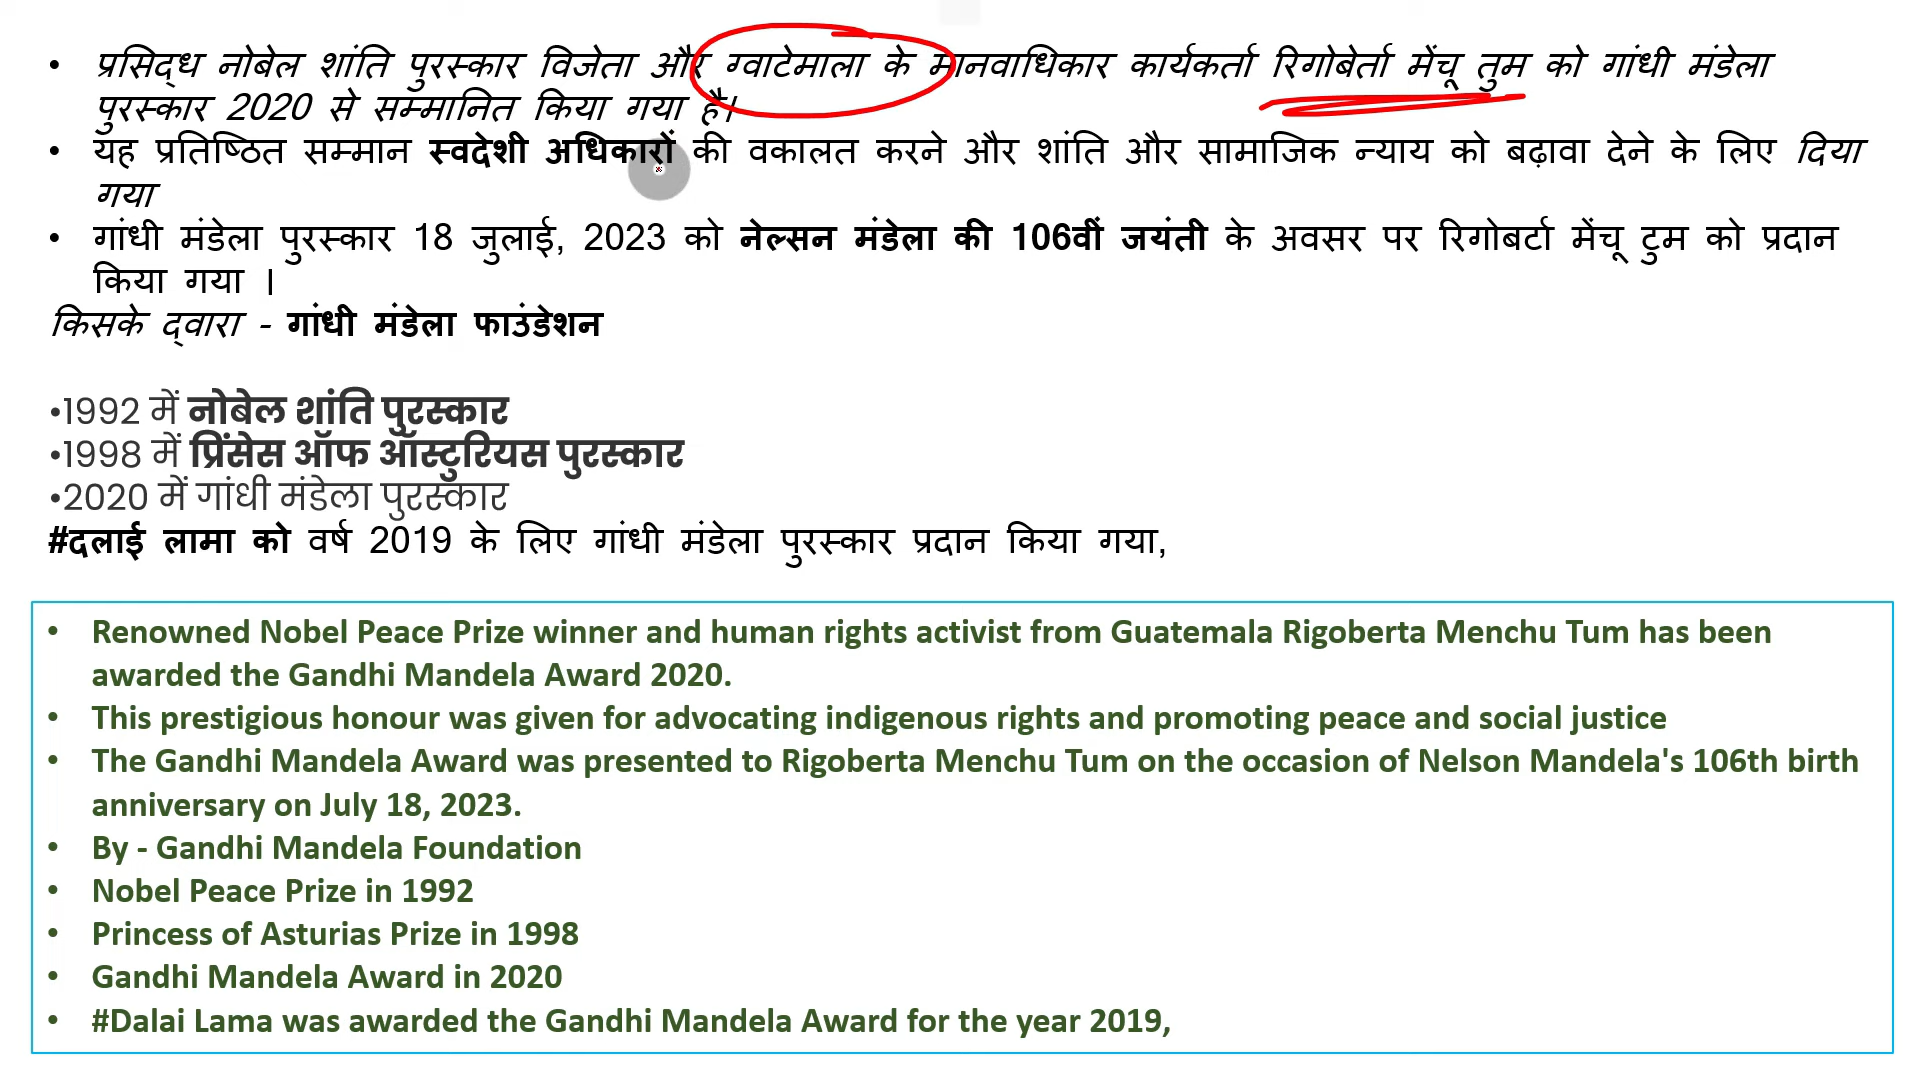 • प्रसिद्ध नोबेल शांति पुरस्कार विजेता और ग्वाटेमाला के मानवाधिकार कार्यकर्ता रिगोबेर्ता मेंचू तुम को गांधी मंडेला
पुरस्कार 2020 से सम्मानित किया गया है।
• यह प्रतिष्ठित सम्मान स्वदेशी अधिकारों की वकालत करने और शांति और सामाजिक न्याय को बढ़ावा देने के लिए दिया
गया
• गांधी मंडेला पुरस्कार 18 जुलाई, 2023 को नेल्सन मंडेला की 106वीं जयंती के अवसर पर रिगोबर्टा मेंचू टुम को प्रदान
किया गया ।
किसके द्वारा - गांधी मंडेला फाउंडेशन
•1992 में नोबेल शांति पुरस्कार
•1998 में प्रिंसेस ऑफ ऑस्टुरियस पुरस्कार
•2020 में गांधी मंडेला पुरस्कार
#दलाई लामा को वर्ष 2019 के लिए गांधी मंडेला पुरस्कार प्रदान किया गया,
• Renowned Nobel Peace Prize winner and human rights activist from Guatemala Rigoberta Menchu Tum has been
awarded the Gandhi Mandela Award 2020.
• This prestigious honour was given for advocating indigenous rights and promoting peace and social justice
• The Gandhi Mandela Award was presented to Rigoberta Menchu Tum on the occasion of Nelson Mandela's 106th birth
anniversary on July 18, 2023.
• By - Gandhi Mandela Foundation
• Nobel Peace Prize in 1992
• Princess of Asturias Prize in 1998
• Gandhi Mandela Award in 2020
• #Dalai Lama was awarded the Gandhi Mandela Award for the year 2019,